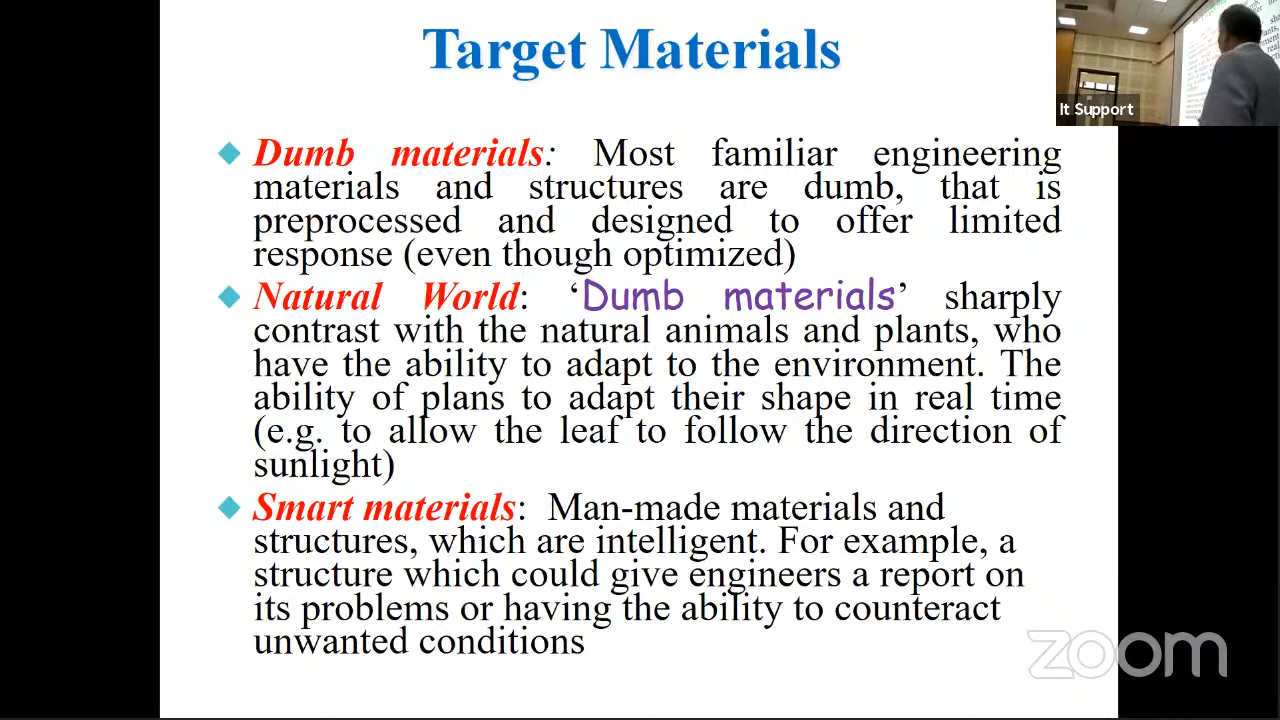 Target Materials
It Support
Dumb materials: Most familiar engineering
materials and structures are dumb, that is
preprocessed and designed to offer limited
response (even though optimized)
Natural World: ‘Dumb materials’ sharply
contrast with the natural animals and plants, who
have the ability to adapt to the environment. The
ability of plans to adapt their shape in real time
(e.g. to allow the leaf to follow the direction of
sunlight)
Smart materials: Man-made materials and
structures, which are intelligent. For example, a
structure which could give engineers a report on
its problems or having the ability to counteract
unwanted conditions
zoom